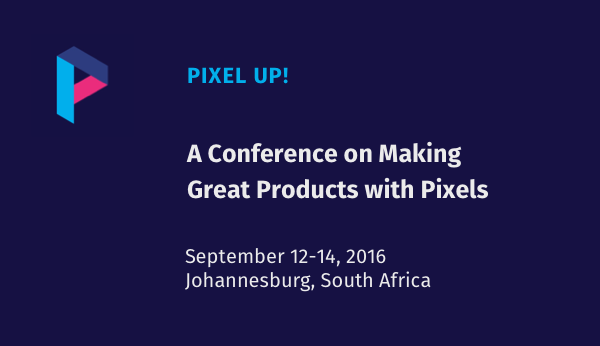 PIXEL UP!
A Conference on Making
Great Products with Pixels
September 12-14, 2016
Johannesburg, South Africa